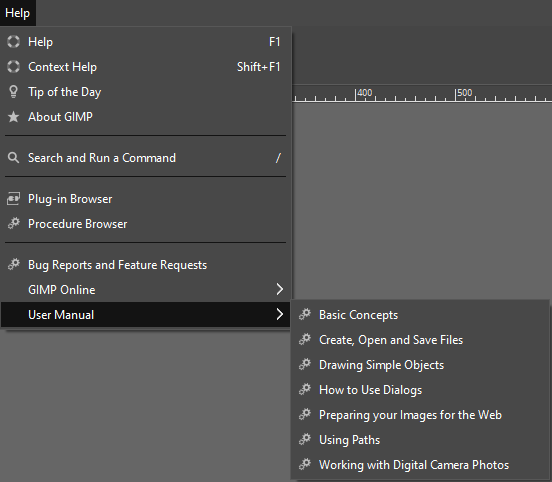 Help
Help F1
Context Help Shift+F1
Tip of the Day
About GIMP
400 500
Search and Run a Command /
Plug-in Browser
Procedure Browser
Bug Reports and Feature Requests
GIMP Online
User Manual
Basic Concepts
Create, Open and Save Files
Drawing Simple Objects
How to Use Dialogs
Preparing your Images for the Web
Using Paths
Working with Digital Camera Photos